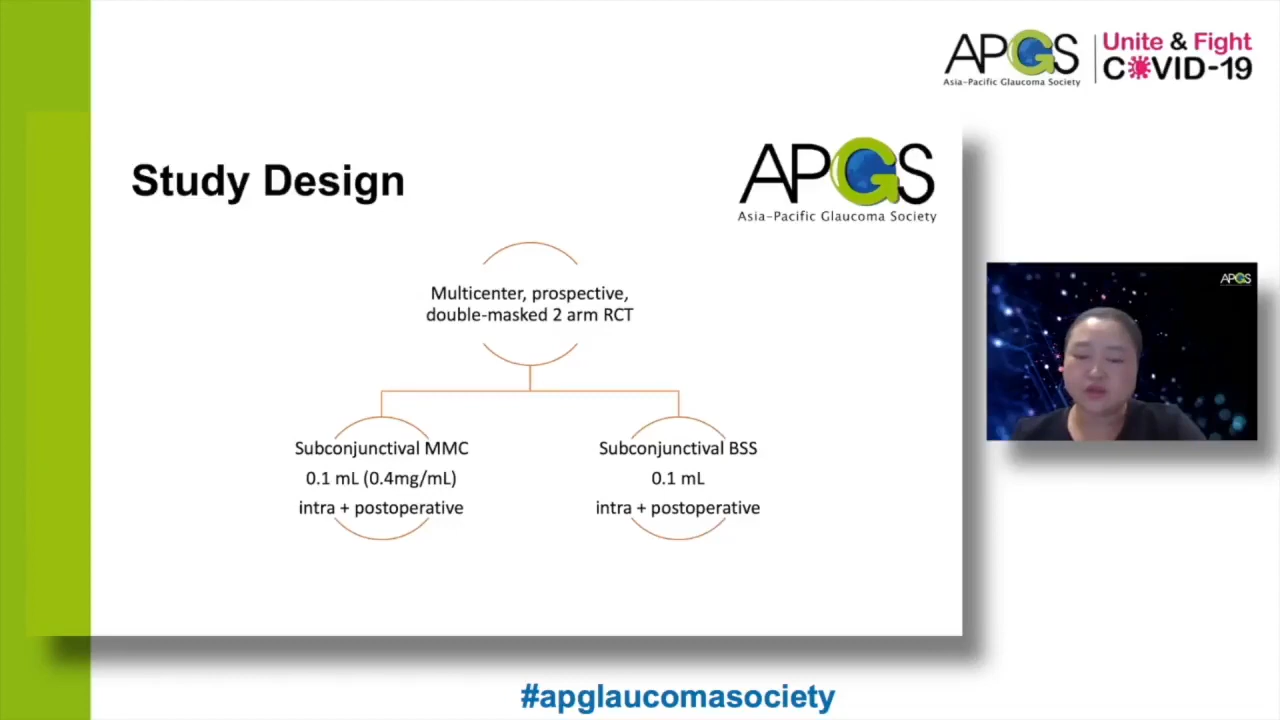 APGS
Asia-Pacific Glaucoma Society
Unite & Fight
COVID-19
Study Design
APGS
Asia-Pacific Glaucoma Society
Multicenter, prospective,
double-masked 2 arm RCT
Subconjunctival MMC
0.1 mL (0.4mg/mL)
intra + postoperative
Subconjunctival BSS
0.1 mL
intra + postoperative
APGS
#apglaucomasociety